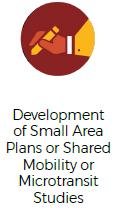 Development
of Small Area
Plans or Shared
Mobility or
Microtransit
Studies